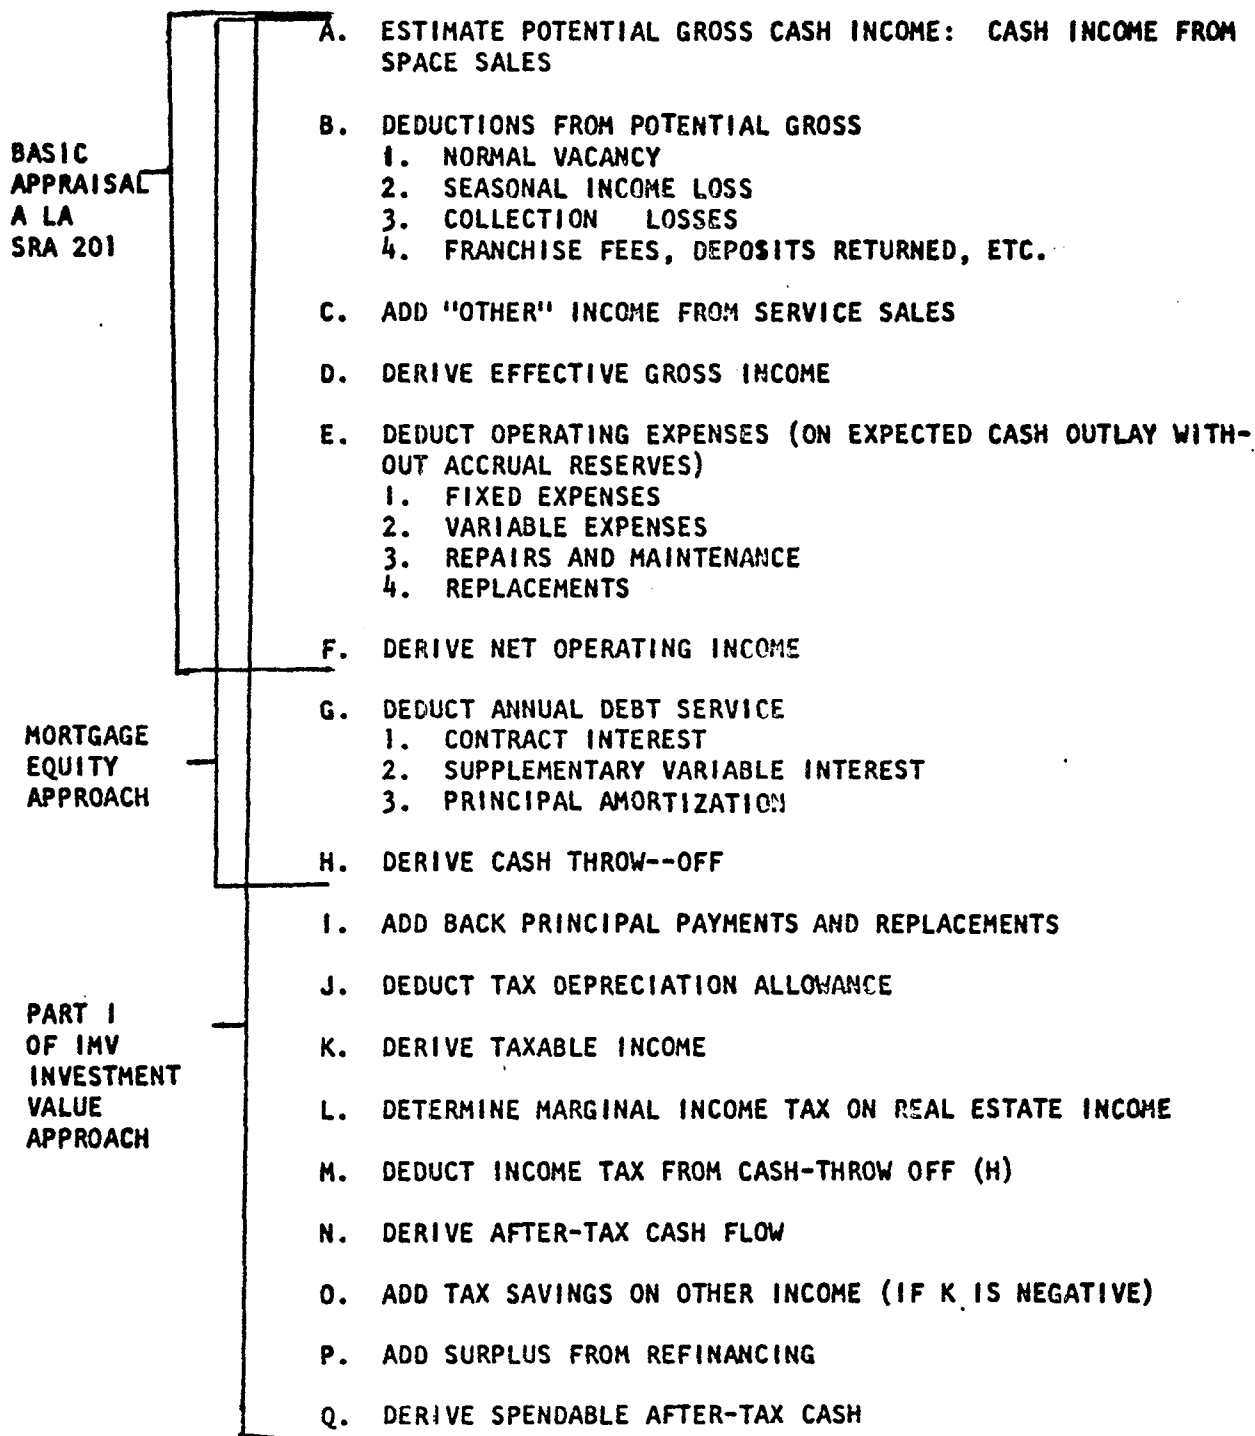 A. ESTIMATE POTENTIAL GROSS CASH INCOME: CASH INCOME FROM
SPACE SALES
B. DEDUCTIONS FROM POTENTIAL GROSS
1. NORMAL VACANCY
2. SEASONAL INCOME LOSS
3. COLLECTION LOSSES
4. FRANCHISE FEES, DEPOSITS RETURNED, ETC.
BASIC
APPRAISAL
A LA
SRA 201
C. ADD "OTHER" INCOME FROM SERVICE SALES
D. DERIVE EFFECTIVE GROSS INCOME
E. DEDUCT OPERATING EXPENSES (ON EXPECTED CASH OUTLAY WITH-
OUT ACCRUAL RESERVES)
1. FIXED EXPENSES
2. VARIABLE EXPENSES
3. REPAIRS AND MAINTENANCE
4. REPLACEMENTS
F. DERIVE NET OPERATING INCOME
G. DEDUCT ANNUAL DEBT SERVICE
1. CONTRACT INTEREST
2. SUPPLEMENTARY VARIABLE INTEREST
3. PRINCIPAL AMORTIZATION
MORTGAGE
EQUITY
APPROACH
H. DERIVE CASH THROW--OFF
I. ADD BACK PRINCIPAL PAYMENTS AND REPLACEMENTS
J. DEDUCT TAX DEPRECIATION ALLOWANCE
K. DERIVE TAXABLE INCOME
L. DETERMINE MARGINAL INCOME TAX ON REAL ESTATE INCOME
PART I
OF IMV
INVESTMENT
VALUE
APPROACH
M. DEDUCT INCOME TAX FROM CASH-THROW OFF (H)
N. DERIVE AFTER-TAX CASH FLOW
O. ADD TAX SAVINGS ON OTHER INCOME (IF K IS NEGATIVE)
P. ADD SURPLUS FROM REFINANCING
Q. DERIVE SPENDABLE AFTER-TAX CASH